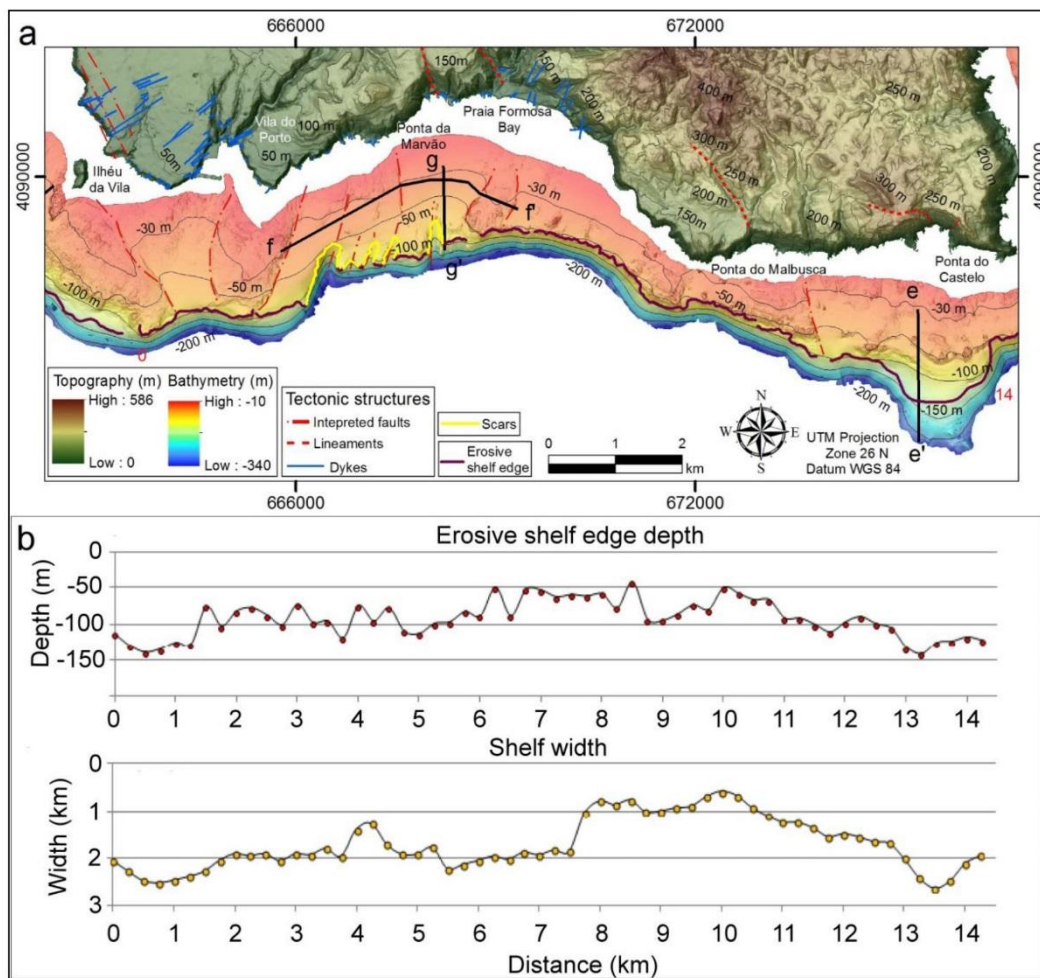 a
666000
672000
4090000
4090000
150m
150 m
200 m
400 m
250 m
250 m
200 m
Praia Formosa
Bay
Vila do
Porto
100 m
50 m
50m
Ponta da
Marvão
Ilhéu
da Vila
300 m
250 m
200 m
150m
300 m
250 m
200 m
200 m
g
-30 m
-30 m
f
f'
-50 m
-100 m
g'
-50 m
-200 m
-200 m
0
Ponta do Malbusca
Ponta do
Castelo
e
-50 m
-30 m
-100 m
-200 m
-150 m
14
e'
Topography (m)
High : 586
Low : 0
Bathymetry (m)
High : -10
Low : -340
Tectonic structures
Intepreted faults
Lineaments
Dykes
Scars
Erosive
shelf edge
0 1 2
km
N
W E
S
UTM Projection
Zone 26 N
Datum WGS 84
666000
672000
b
Erosive shelf edge depth
Depth (m)
0
-50
-100
-150
0 1 2 3 4 5 6 7 8 9 10 11 12 13 14
Shelf width
Width (km)
0
1
2
3
0 1 2 3 4 5 6 7 8 9 10 11 12 13 14
Distance (km)